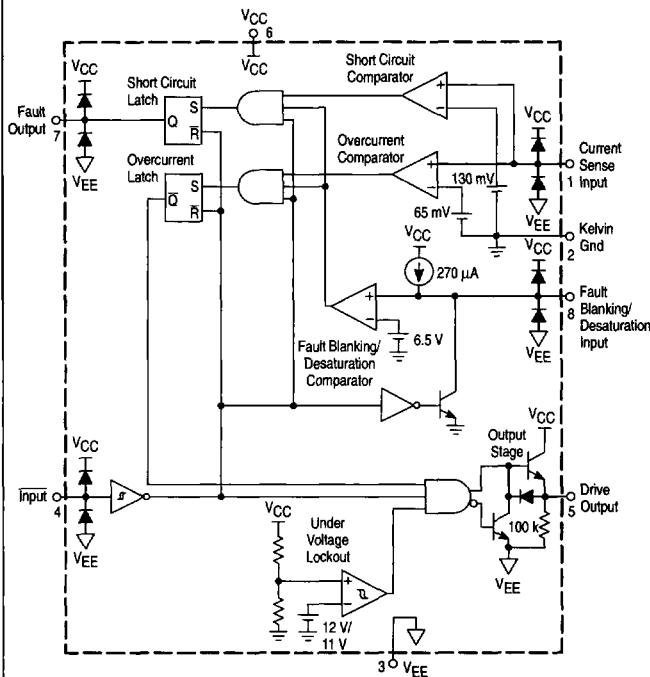 VCC
6
VCC
Short Circuit
Comparator
VCC
Short Circuit
Latch
Fault
Output
7
S
Q
R̅
+
−
VCC
Overcurrent
Comparator
Current
Sense
Input
1
VEE
Overcurrent
Latch
S
Q̅
R̅
+
−
130 mV
65 mV
VEE
Kelvin
Gnd
2
VCC
270 µA
VCC
+
−
Fault
Blanking/
Desaturation
Input
8
6.5 V
VEE
Fault Blanking/
Desaturation
Comparator
VCC
Output
Stage
VCC
I̅n̅p̅u̅t̅
4
Drive
Output
5
100 k
VEE
VCC
Under
Voltage
Lockout
+
−
VEE
12 V/
11 V
3
VEE